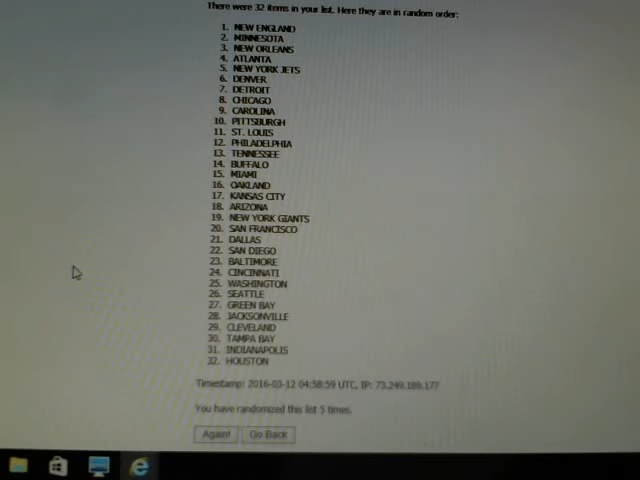 There were 32 items in your list. Here they are in random order:
1. NEW ENGLAND
2. MINNESOTA
3. NEW ORLEANS
4. ATLANTA
5. NEW YORK JETS
6. DENVER
7. DETROIT
8. CHICAGO
9. CAROLINA
10. PITTSBURGH
11. ST. LOUIS
12. PHILADELPHIA
13. TENNESSEE
14. BUFFALO
15. MIAMI
16. OAKLAND
17. KANSAS CITY
18. ARIZONA
19. NEW YORK GIANTS
20. SAN FRANCISCO
21. DALLAS
22. SAN DIEGO
23. BALTIMORE
24. CINCINNATI
25. WASHINGTON
26. SEATTLE
27. GREEN BAY
28. JACKSONVILLE
29. CLEVELAND
30. TAMPA BAY
31. INDIANAPOLIS
32. HOUSTON
Timestamp: 2016-03-12 04:58:59 UTC, IP: 73.249.189.177
You have randomized this list 5 times.
Again! Go Back